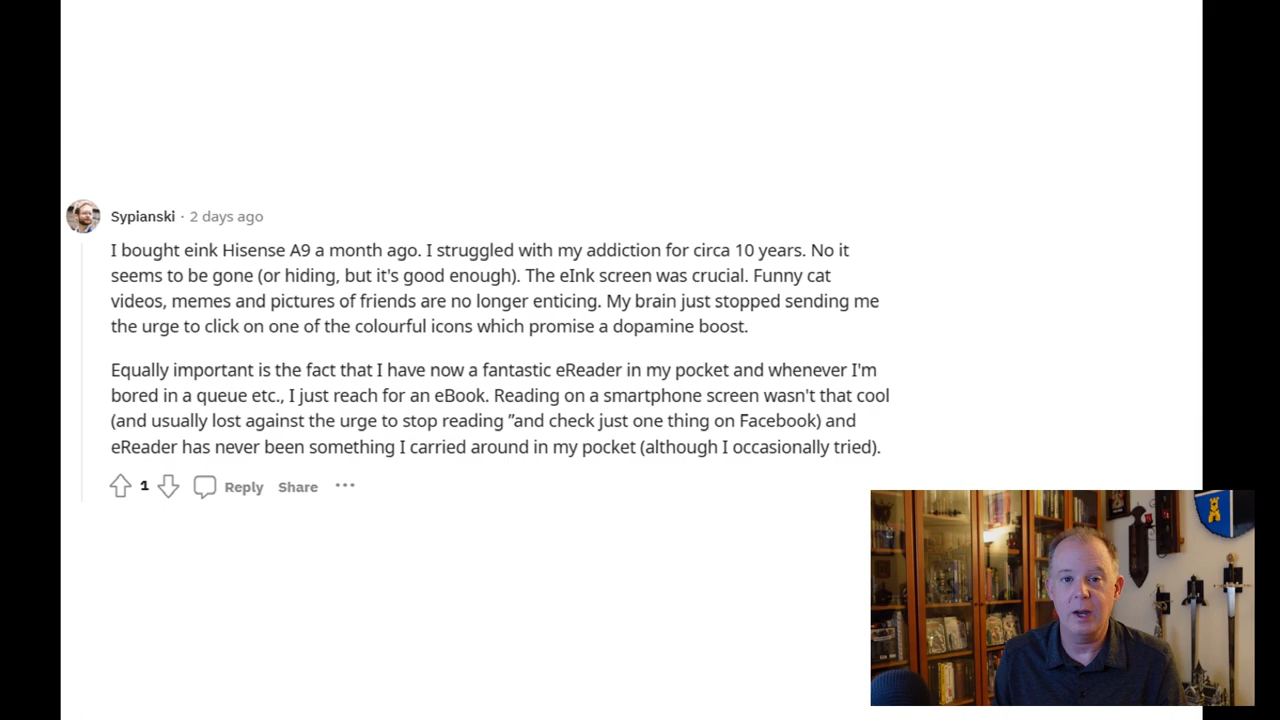 Sypianski · 2 days ago
I bought eink Hisense A9 a month ago. I struggled with my addiction for circa 10 years. No it
seems to be gone (or hiding, but it's good enough). The eInk screen was crucial. Funny cat
videos, memes and pictures of friends are no longer enticing. My brain just stopped sending me
the urge to click on one of the colourful icons which promise a dopamine boost.
Equally important is the fact that I have now a fantastic eReader in my pocket and whenever I'm
bored in a queue etc., I just reach for an eBook. Reading on a smartphone screen wasn't that cool
(and usually lost against the urge to stop reading ”and check just one thing on Facebook) and
eReader has never been something I carried around in my pocket (although I occasionally tried).
1 Reply Share ···